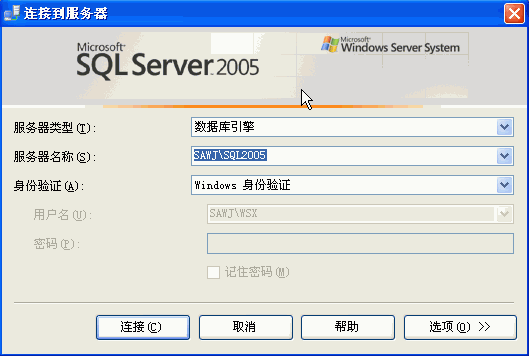 连接到服务器
Microsoft
SQL Server 2005
Microsoft
Windows Server System
服务器类型(T): 数据库引擎
服务器名称(S): SAWJ\SQL2005
身份验证(A): Windows 身份验证
用户名(U): SAWJ\WSX
密码(P):
记住密码(M)
连接(C) 取消 帮助 选项(O) >>